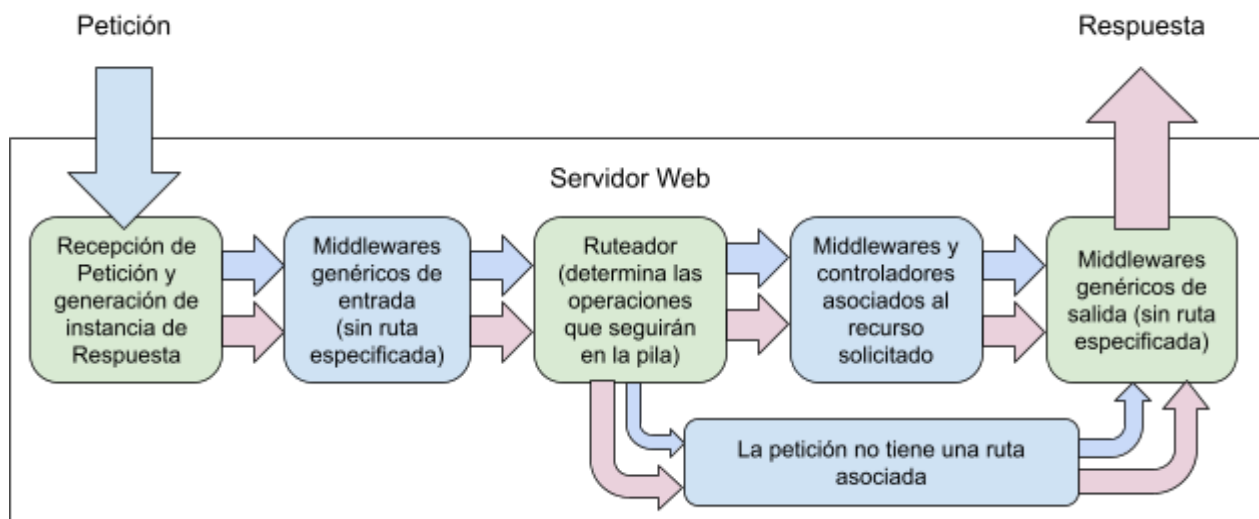 Petición
Respuesta
Servidor Web
Recepción de
Petición y
generación de
instancia de
Respuesta
Middlewares
genéricos de
entrada
(sin ruta
especificada)
Ruteador
(determina las
operaciones
que seguirán
en la pila)
Middlewares y
controladores
asociados al
recurso
solicitado
Middlewares
genéricos de
salida (sin ruta
especificada)
La petición no tiene una ruta
asociada